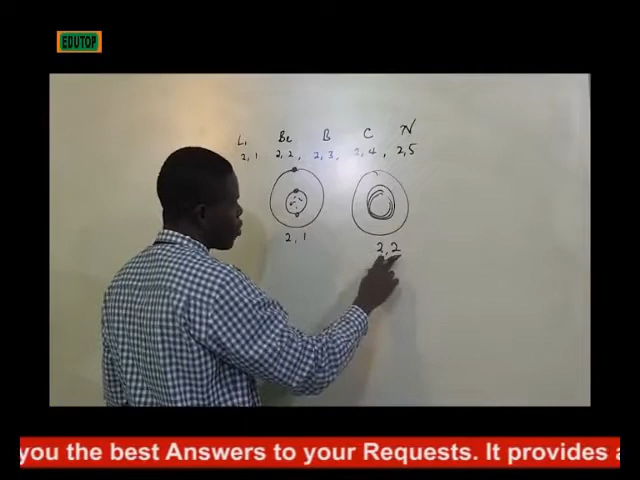 EDUTOP
Li Be B C N
2,1 2,2, 2,3, 2,4, 2,5
2,1
2,2
you the best Answers to your Requests. It provides a